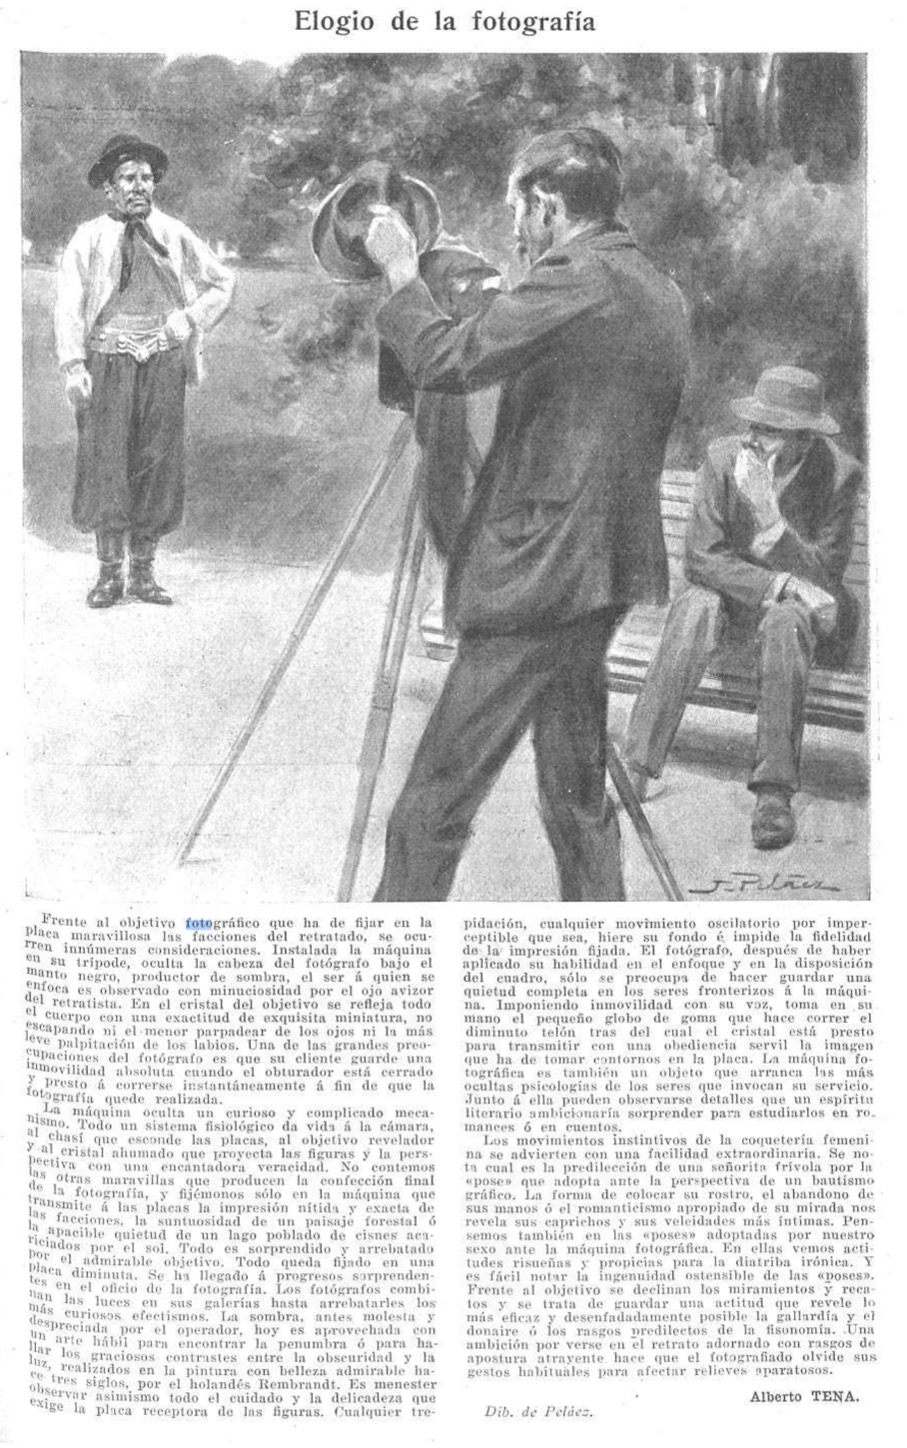 Elogio de la fotografía
J. Peláez
Frente al objetivo fotográfico que ha de fijar en la
placa maravillosa las facciones del retratado, se ocu-
rren innúmeras consideraciones. Instalada la máquina
en su trípode, oculta la cabeza del fotógrafo bajo el
manto negro, productor de sombra, el ser á quien se
enfoca es observado con minuciosidad por el ojo avizor
del retratista. En el cristal del objetivo se refleja todo
el cuerpo con una exactitud de exquisita miniatura, no
escapando ni el menor parpadear de los ojos ni la más
leve palpitación de los labios. Una de las grandes preo-
cupaciones del fotógrafo es que su cliente guarde una
inmovilidad absoluta cuando el obturador está cerrado
y presto á correrse instantáneamente á fin de que la
fotografía quede realizada.
La máquina oculta un curioso y complicado meca-
nismo. Todo un sistema fisiológico da vida á la cámara,
al chasí que esconde las placas, al objetivo revelador
y al cristal ahumado que proyecta las figuras y la pers-
pectiva con una encantadora veracidad. No contemos
las otras maravillas que producen la confección final
de la fotografía, y fijémonos sólo en la máquina que
transmite á las placas la impresión nítida y exacta de
las facciones, la suntuosidad de un paisaje forestal ó
la apacible quietud de un lago poblado de cisnes aca-
riciados por el sol. Todo es sorprendido y arrebatado
por el admirable objetivo. Todo queda fijado en una
placa diminuta. Se ha llegado á progresos sorprenden-
tes en el oficio de la fotografía. Los fotógrafos combi-
nan las luces en sus galerías hasta arrebatarles los
más curiosos efectismos. La sombra, antes molesta y
despreciada por el operador, hoy es aprovechada con
un arte hábil para encontrar la penumbra ó para ha-
llar los graciosos contrastes entre la obscuridad y la
luz, realizados en la pintura con belleza admirable ha-
ce tres siglos, por el holandés Rembrandt. Es menester
observar asimismo todo el cuidado y la delicadeza que
exige la placa receptora de las figuras. Cualquier tre-
pidación, cualquier movimiento oscilatorio por imper-
ceptible que sea, hiere su fondo é impide la fidelidad
de la impresión fijada. El fotógrafo, después de haber
aplicado su habilidad en el enfoque y en la disposición
del cuadro, sólo se preocupa de hacer guardar una
quietud completa en los seres fronterizos á la máqui-
na. Imponiendo inmovilidad con su voz, toma en su
mano el pequeño globo de goma que hace correr el
diminuto telón tras del cual el cristal está presto
para transmitir con una obediencia servil la imagen
que ha de tomar contornos en la placa. La máquina fo-
tográfica es también un objeto que arranca las más
ocultas psicologías de los seres que invocan su servicio.
Junto á ella pueden observarse detalles que un espíritu
literario ambicionaría sorprender para estudiarlos en ro-
mances ó en cuentos.
Los movimientos instintivos de la coquetería femeni-
na se advierten con una facilidad extraordinaria. Se no-
ta cual es la predilección de una señorita frívola por la
«pose» que adopta ante la perspectiva de un bautismo
gráfico. La forma de colocar su rostro, el abandono de
sus manos ó el romanticismo apropiado de su mirada nos
revela sus caprichos y sus veleidades más íntimas. Pen-
semos también en las «poses» adoptadas por nuestro
sexo ante la máquina fotográfica. En ellas vemos acti-
tudes risueñas y propicias para la diatriba irónica. Y
es fácil notar la ingenuidad ostensible de las «poses».
Frente al objetivo se declinan los miramientos y reca-
tos y se trata de guardar una actitud que revele lo
más eficaz y desenfadadamente posible la gallardía y el
donaire ó los rasgos predilectos de la fisonomía. Una
ambición por verse en el retrato adornado con rasgos de
apostura atrayente hace que el fotografiado olvide sus
gestos habituales para afectar relieves aparatosos.
Alberto TENA.
Dib. de Peláez.